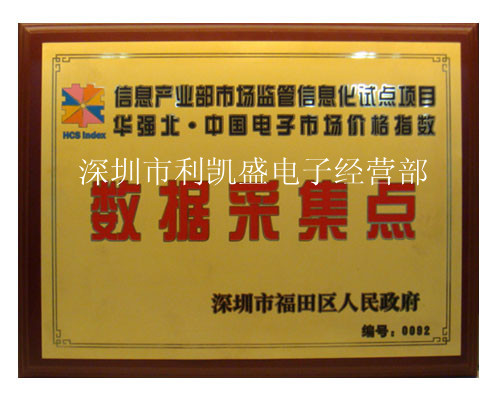 信息产业部市场监管信息化试点项目
HCS Index
华强北·中国电子市场价格指数
深圳市利凯盛电子经营部
数据采集点
深圳市福田区人民政府
编号：0092